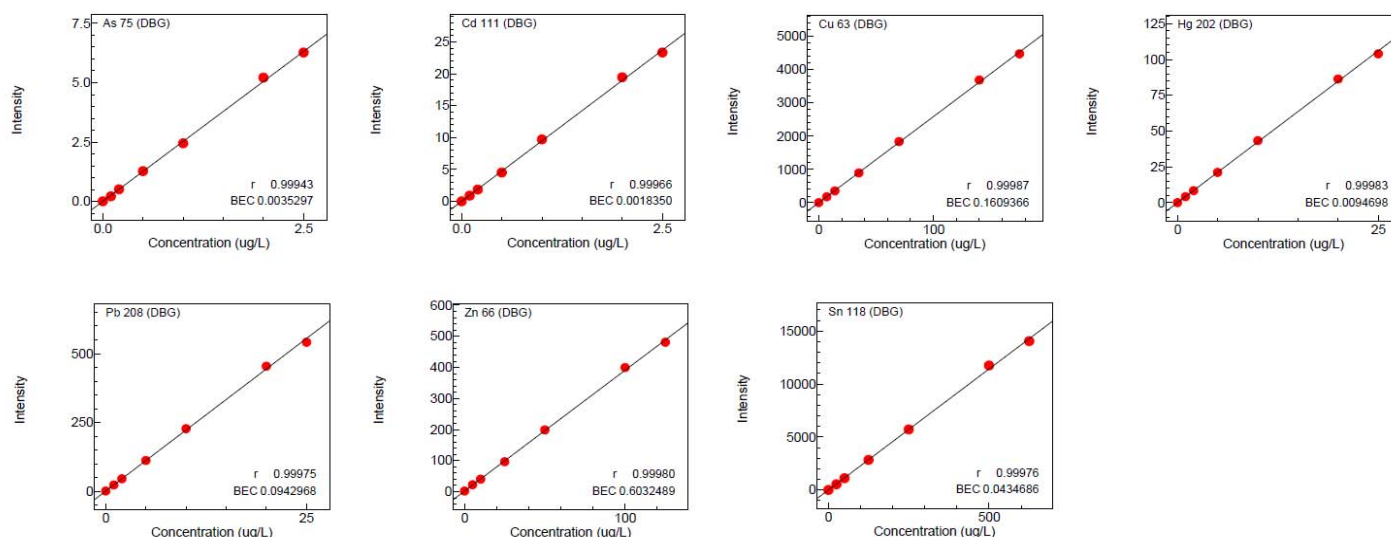 As 75 (DBG)
Intensity
7.5
5.0
2.5
0.0
r 0.99943
BEC 0.0035297
0.0 2.5
Concentration (ug/L)
Cd 111 (DBG)
Intensity
25
20
15
10
5
0
r 0.99966
BEC 0.0018350
0.0 2.5
Concentration (ug/L)
Cu 63 (DBG)
Intensity
5000
4000
3000
2000
1000
0
r 0.99987
BEC 0.1609366
0 100
Concentration (ug/L)
Hg 202 (DBG)
Intensity
125
100
75
50
25
0
r 0.99983
BEC 0.0094698
0 25
Concentration (ug/L)
Pb 208 (DBG)
Intensity
500
250
0
r 0.99975
BEC 0.0942968
0 25
Concentration (ug/L)
Zn 66 (DBG)
Intensity
600
500
400
300
200
100
0
r 0.99980
BEC 0.6032489
0 100
Concentration (ug/L)
Sn 118 (DBG)
Intensity
15000
10000
5000
0
r 0.99976
BEC 0.0434686
0 500
Concentration (ug/L)